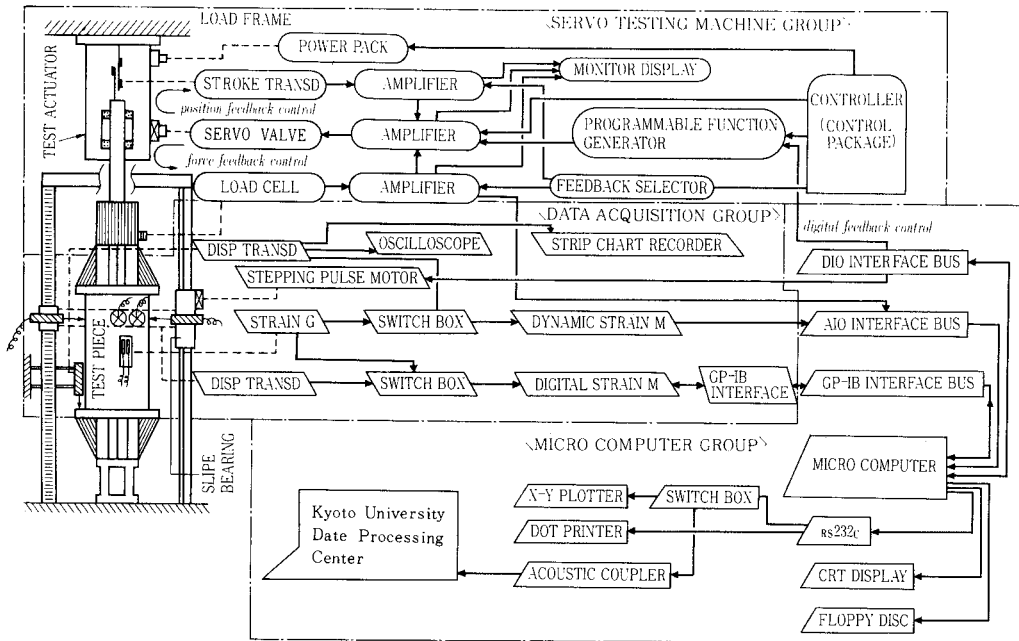 LOAD FRAME
SERVO TESTING MACHINE GROUP
POWER PACK
STROKE TRANSD
AMPLIFIER
MONITOR DISPLAY
TEST ACTUATOR
position feedback control
CONTROLLER
(CONTROL
PACKAGE)
SERVO VALVE
AMPLIFIER
PROGRAMMABLE FUNCTION
GENERATOR
force feedback control
LOAD CELL
AMPLIFIER
FEEDBACK SELECTOR
DATA ACQUISITION GROUP
digital feedback control
DISP TRANSD
OSCILLOSCOPE
STRIP CHART RECORDER
DIO INTERFACE BUS
STEPPING PULSE MOTOR
STRAIN G
SWITCH BOX
DYNAMIC STRAIN M
AIO INTERFACE BUS
TEST PIECE
DISP TRANSD
SWITCH BOX
DIGITAL STRAIN M
GP-IB
INTERFACE
GP-IB INTERFACE BUS
SLIPE
BEARING
MICRO COMPUTER GROUP
MICRO COMPUTER
X-Y PLOTTER
SWITCH BOX
Kyoto University
Date Processing
Center
DOT PRINTER
RS232C
ACOUSTIC COUPLER
CRT DISPLAY
FLOPPY DISC